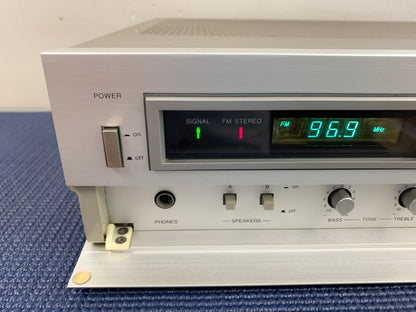 POWER
on
off
SIGNAL FM STEREO
FM 96.9 MHz
PHONES
A B
on
off
SPEAKERS
BASS TONE TREBLE